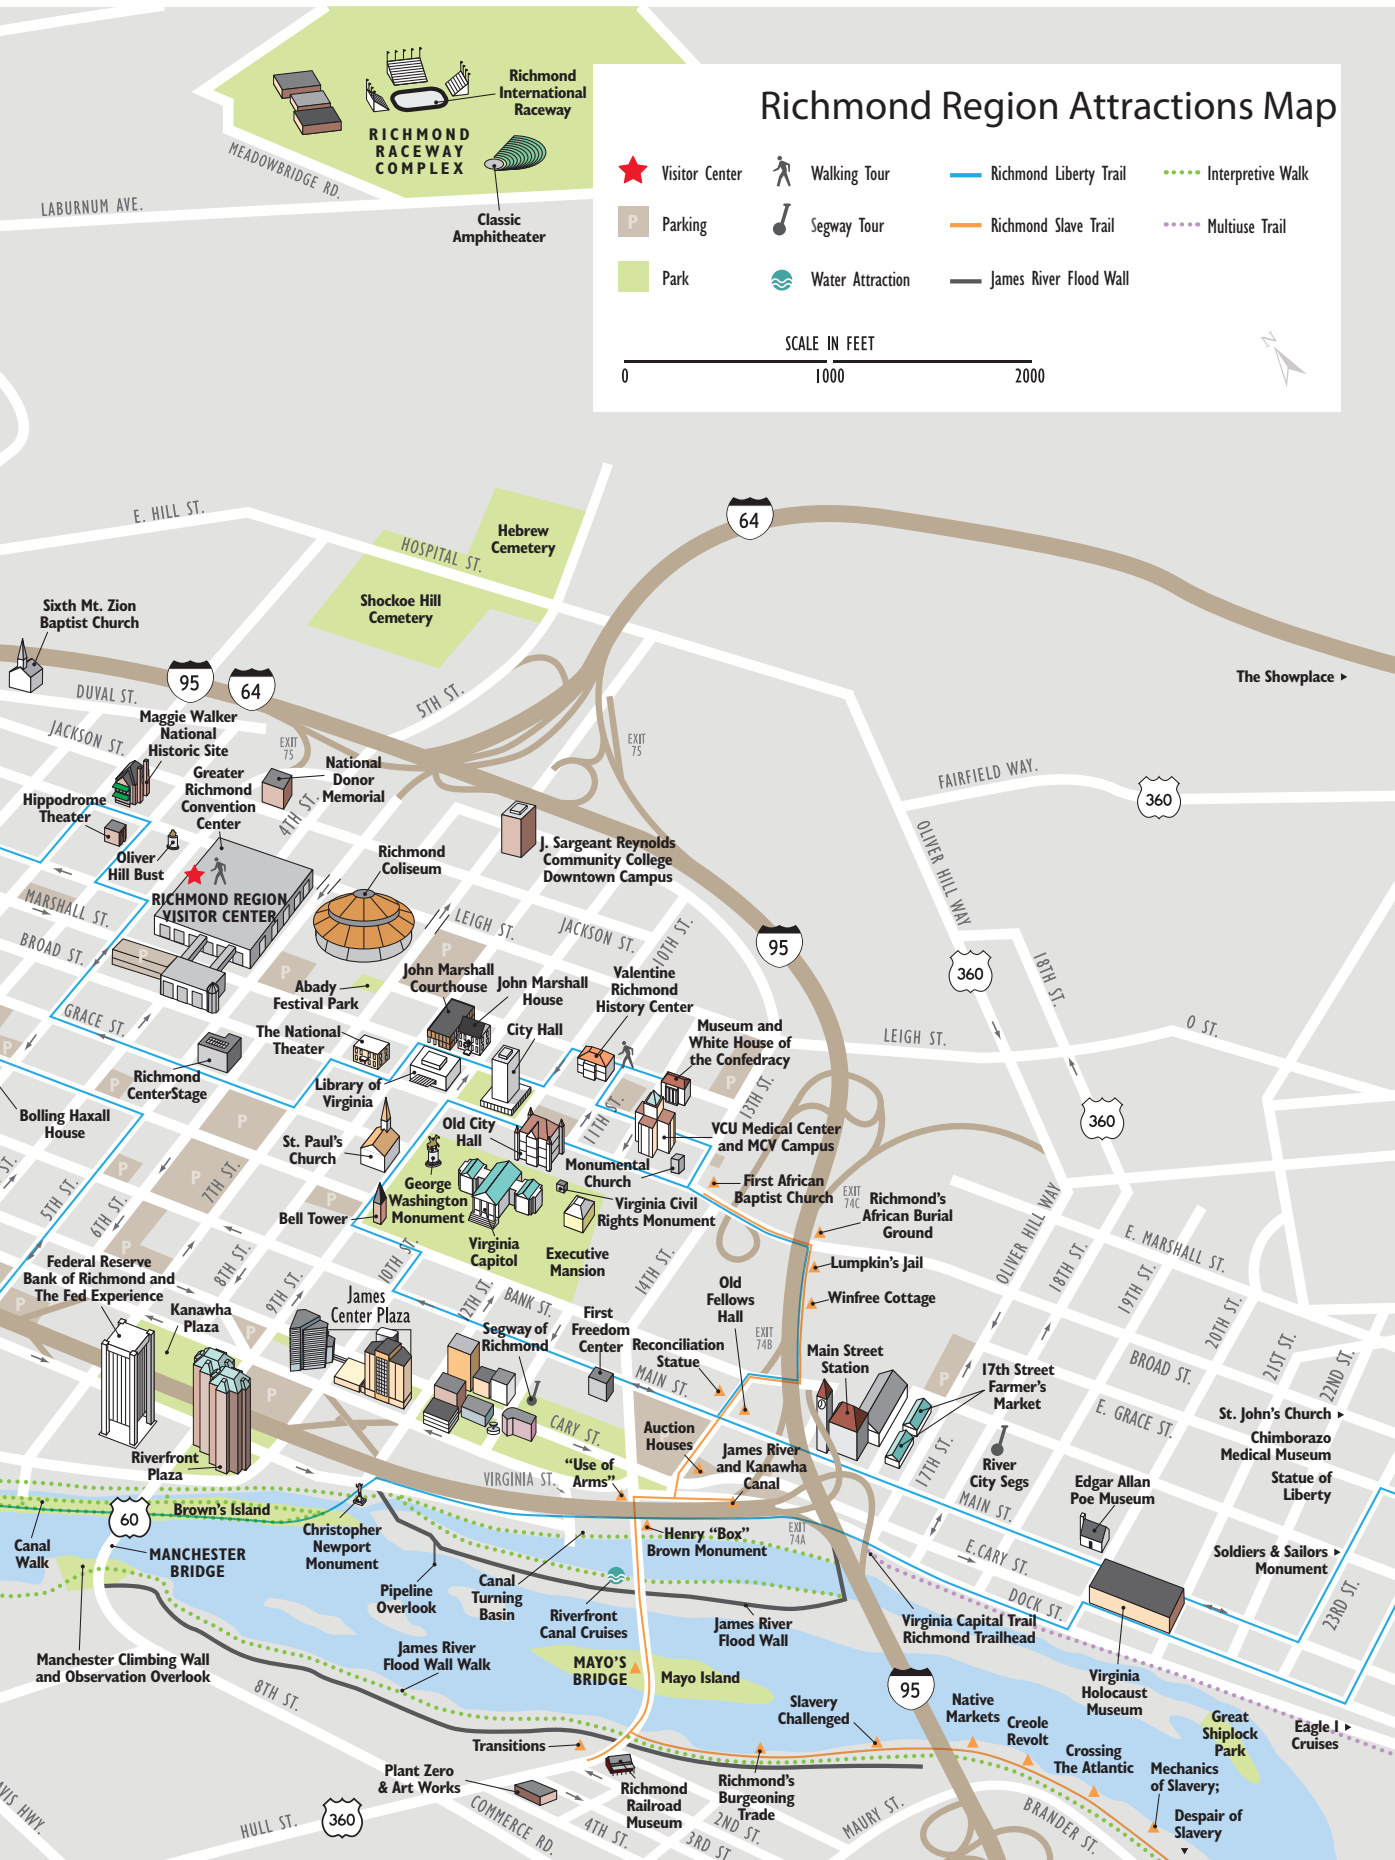 Richmond
International
Raceway
RICHMOND
RACEWAY
COMPLEX
MEADOWBRIDGE RD.
LABURNUM AVE.
Classic
Amphitheater
Richmond Region Attractions Map
Visitor Center
Walking Tour
Richmond Liberty Trail
Interpretive Walk
P
Parking
Segway Tour
Richmond Slave Trail
Multiuse Trail
Park
Water Attraction
James River Flood Wall
SCALE IN FEET
0
1000
2000
N
E. HILL ST.
HOSPITAL ST.
Hebrew
Cemetery
64
Shockoe Hill
Cemetery
Sixth Mt. Zion
Baptist Church
95
64
DUVAL ST.
5TH ST.
The Showplace
JACKSON ST.
Maggie Walker
National
Historic Site
EXIT
75
EXIT
75
National
Donor
Memorial
Greater
Richmond
Convention
Center
4TH ST.
FAIRFIELD WAY.
360
Hippodrome
Theater
Oliver
Hill Bust
Richmond
Coliseum
J. Sargeant Reynolds
Community College
Downtown Campus
OLIVER HILL WAY
RICHMOND REGION
VISITOR CENTER
MARSHALL ST.
BROAD ST.
LEIGH ST.
JACKSON ST.
10TH ST.
95
360
18TH ST.
P
P
P
Abady
Festival Park
John Marshall
Courthouse
John Marshall
House
Valentine
Richmond
History Center
GRACE ST.
The National
Theater
City Hall
Museum and
White House of
the Confedracy
LEIGH ST.
O ST.
P
Richmond
CenterStage
P
Library of
Virginia
P
13TH ST.
360
Bolling Haxall
House
P
St. Paul's
Church
Old City
Hall
11TH ST.
VCU Medical Center
and MCV Campus
P
P
7TH ST.
Monumental
Church
George
Washington
Monument
First African
Baptist Church
EXIT
74C
Richmond's
African Burial
Ground
ST.
5TH ST.
6TH ST.
P
Bell Tower
Virginia Civil
Rights Monument
Virginia
Capitol
Executive
Mansion
OLIVER HILL WAY
E. MARSHALL ST.
P
Federal Reserve
Bank of Richmond and
The Fed Experience
8TH ST.
9TH ST.
10TH ST.
14TH ST.
Lumpkin's Jail
18TH ST.
19TH ST.
P
Kanawha
Plaza
P
James
Center Plaza
12TH ST.
BANK ST.
Old
Fellows
Hall
Winfree Cottage
20TH ST.
Segway of
Richmond
First
Freedom
Center
Reconciliation
Statue
EXIT
74B
Main Street
Station
BROAD ST.
21ST ST.
22ND ST.
P
MAIN ST.
P
17th Street
Farmer's
Market
E. GRACE ST.
St. John's Church
CARY ST.
Auction
Houses
Chimborazo
Medical Museum
Riverfront
Plaza
VIRGINIA ST.
"Use of
Arms"
James River
and Kanawha
Canal
17TH ST.
River
City Segs
Edgar Allan
Poe Museum
Statue of
Liberty
Brown's Island
60
MAIN ST.
Canal
Walk
MANCHESTER
BRIDGE
Christopher
Newport
Monument
Henry "Box"
Brown Monument
EXIT
74A
E.CARY ST.
Soldiers & Sailors
Monument
Pipeline
Overlook
Canal
Turning
Basin
Riverfront
Canal Cruises
James River
Flood Wall
Virginia Capital Trail
Richmond Trailhead
DOCK ST.
23RD ST.
Manchester Climbing Wall
and Observation Overlook
James River
Flood Wall Walk
MAYO'S
BRIDGE
Mayo Island
Virginia
Holocaust
Museum
8TH ST.
95
Slavery
Challenged
Native
Markets
Creole
Revolt
Great
Shiplock
Park
Eagle I
Cruises
Transitions
Crossing
The Atlantic
Mechanics
of Slavery;
Plant Zero
& Art Works
Richmond
Railroad
Museum
Richmond's
Burgeoning
Trade
Despair of
Slavery
HULL ST.
360
COMMERCE RD.
4TH ST.
3RD ST
2ND ST.
MAURY ST.
BRANDER ST.
AVIS HWY.